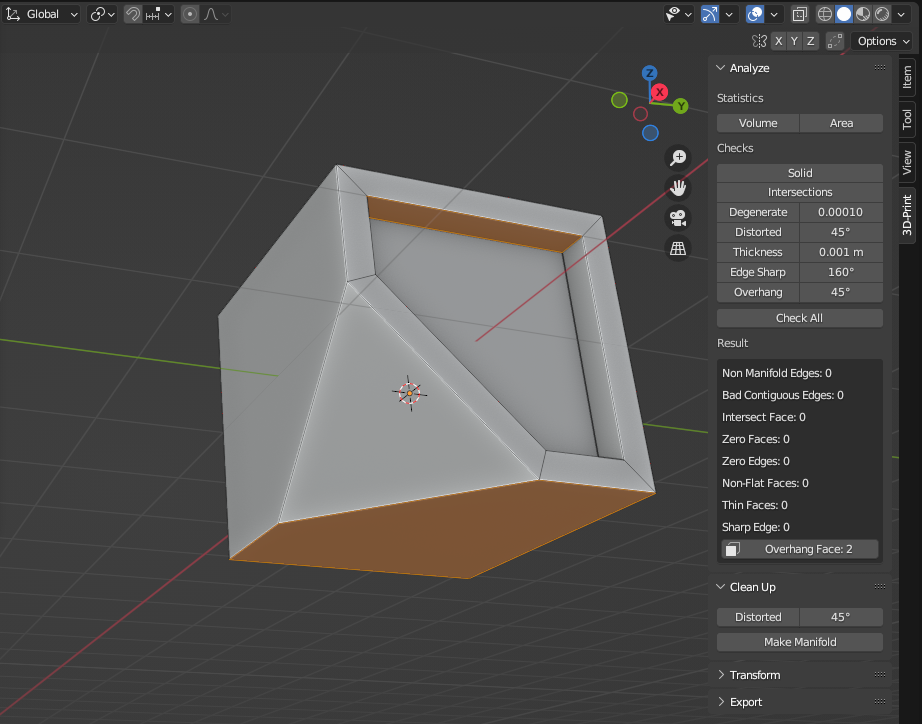 Global
X Y Z Options
Z
X
Y
Analyze
Statistics
Volume Area
Checks
Solid
Intersections
Degenerate 0.00010
Distorted 45°
Thickness 0.001 m
Edge Sharp 160°
Overhang 45°
Check All
Result
Non Manifold Edges: 0
Bad Contiguous Edges: 0
Intersect Face: 0
Zero Faces: 0
Zero Edges: 0
Non-Flat Faces: 0
Thin Faces: 0
Sharp Edge: 0
Overhang Face: 2
Clean Up
Distorted 45°
Make Manifold
Transform
Export
Item
Tool
View
3D-Print